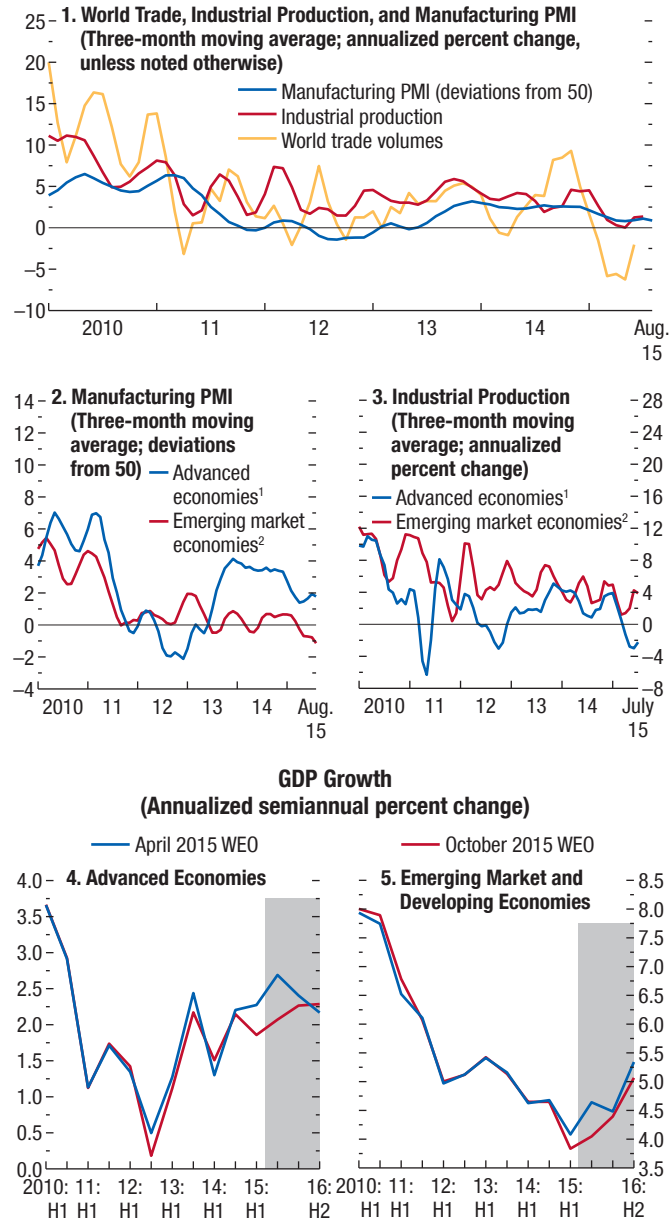 1. World Trade, Industrial Production, and Manufacturing PMI
(Three-month moving average; annualized percent change,
unless noted otherwise)
Manufacturing PMI (deviations from 50)
Industrial production
World trade volumes
25
20
15
10
5
0
–5
–10
2010 11 12 13 14 Aug.
15
2. Manufacturing PMI
(Three-month moving
average; deviations
from 50)
Advanced
economies¹
Emerging market
economies²
14
12
10
8
6
4
2
0
–2
–4
2010 11 12 13 14 Aug.
15
3. Industrial Production
(Three-month moving
average; annualized
percent change)
Advanced economies¹
Emerging market economies²
28
24
20
16
12
8
4
0
–4
–8
2010 11 12 13 14 July
15
GDP Growth
(Annualized semiannual percent change)
April 2015 WEO
October 2015 WEO
4. Advanced Economies
4.0
3.5
3.0
2.5
2.0
1.5
1.0
0.5
0.0
2010: 11: 12: 13: 14: 15: 16:
H1 H1 H1 H1 H1 H1 H2
5. Emerging Market and
Developing Economies
8.5
8.0
7.5
7.0
6.5
6.0
5.5
5.0
4.5
4.0
3.5
2010: 11: 12: 13: 14: 15: 16:
H1 H1 H1 H1 H1 H1 H2